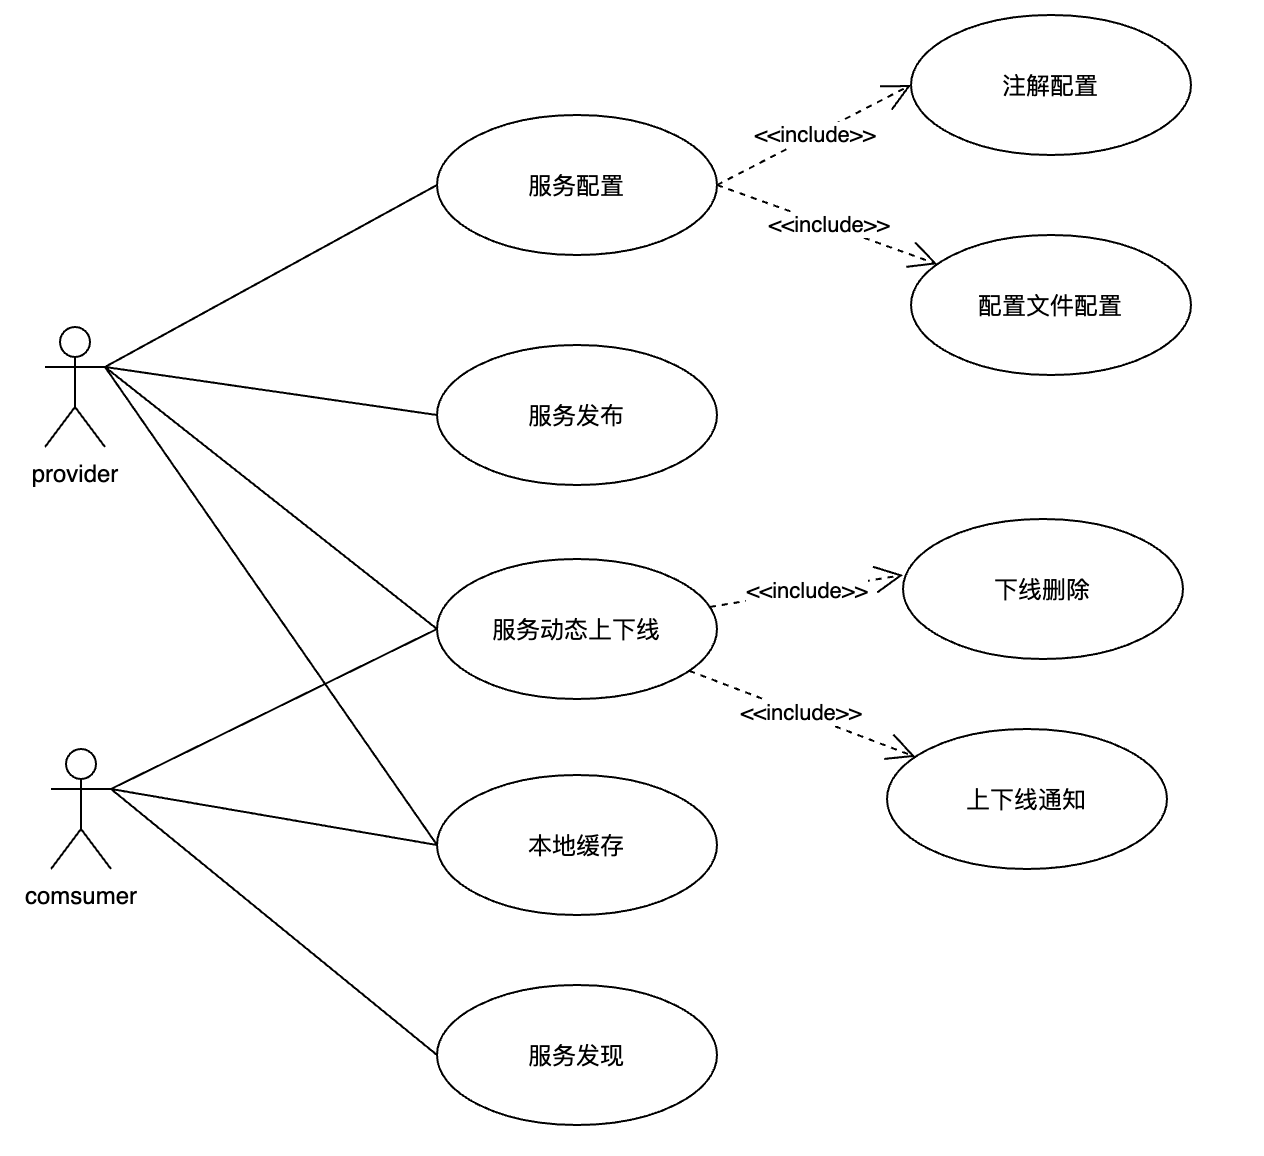 注解配置
<<include>>
服务配置
<<include>>
配置文件配置
服务发布
provider
下线删除
<<include>>
服务动态上下线
<<include>>
上下线通知
本地缓存
comsumer
服务发现